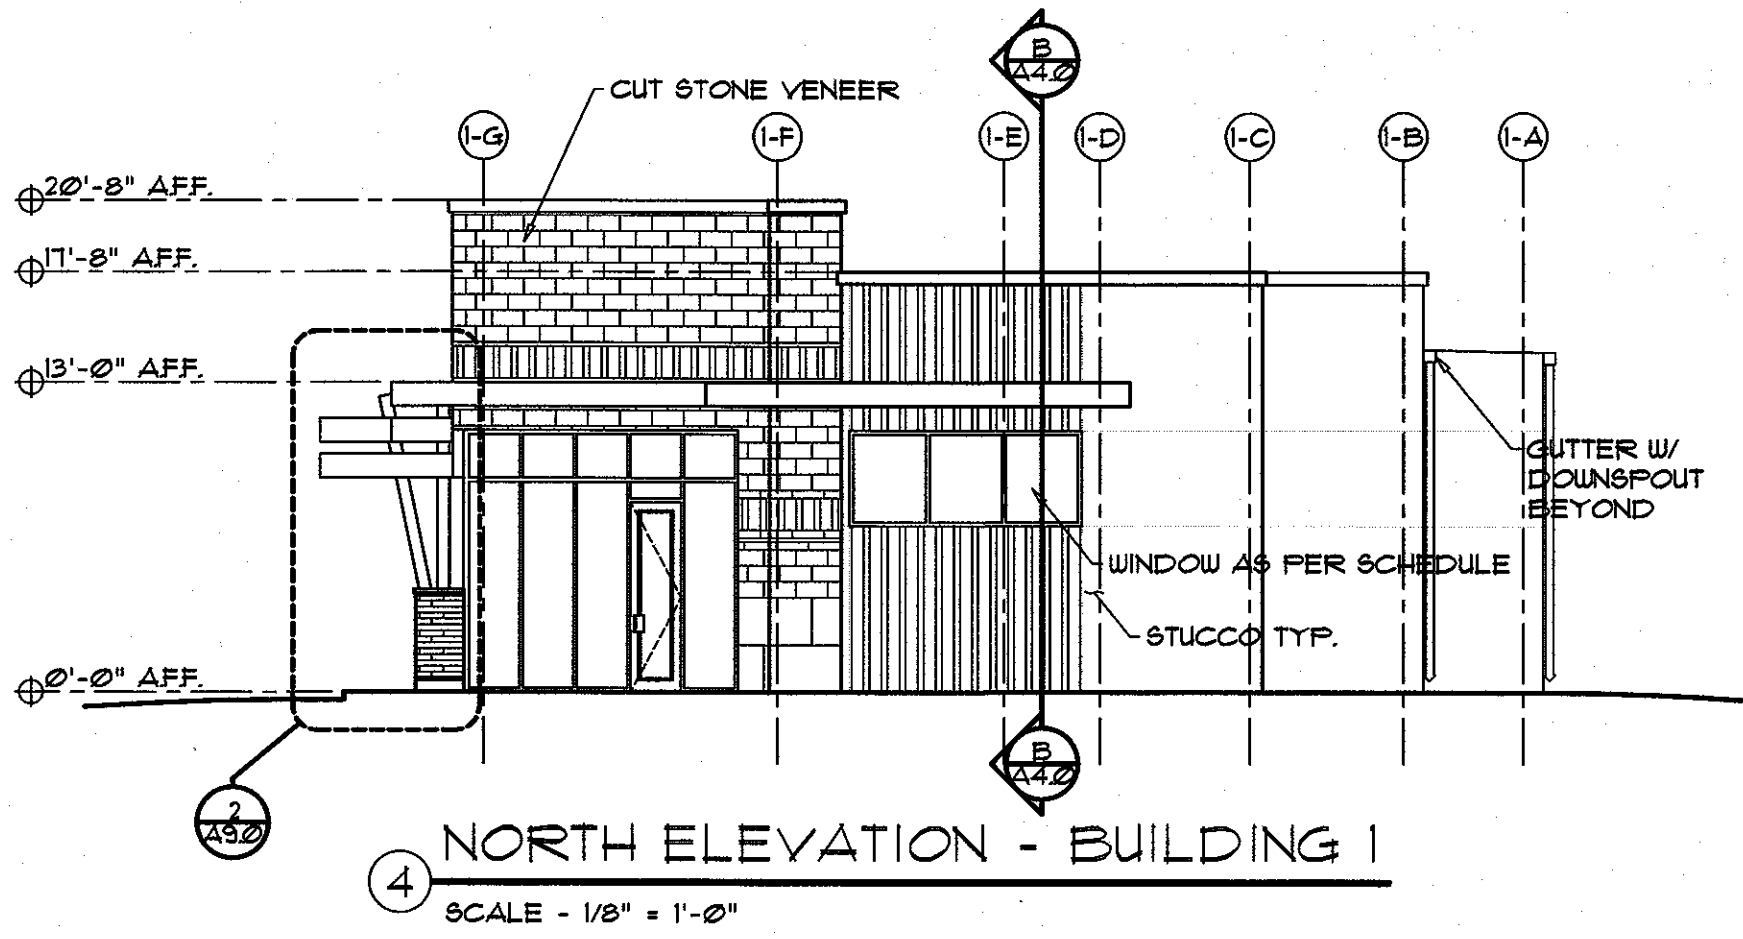 B
A4.0
CUT STONE VENEER
1-G
1-F
1-E
1-D
1-C
1-B
1-A
20'-8" A.F.F.
17'-8" A.F.F.
13'-0" A.F.F.
GUTTER W/
DOWNSPOUT
BEYOND
WINDOW AS PER SCHEDULE
STUCCO TYP.
0'-0" A.F.F.
B
A4.0
2
A9.0
NORTH ELEVATION - BUILDING 1
4
SCALE - 1/8" = 1'-0"